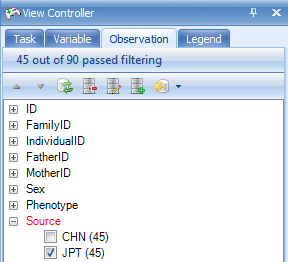 View Controller
Task Variable Observation Legend
45 out of 90 passed filtering
ID
FamilyID
IndividualID
FatherID
MotherID
Sex
Phenotype
Source
CHN (45)
JPT (45)